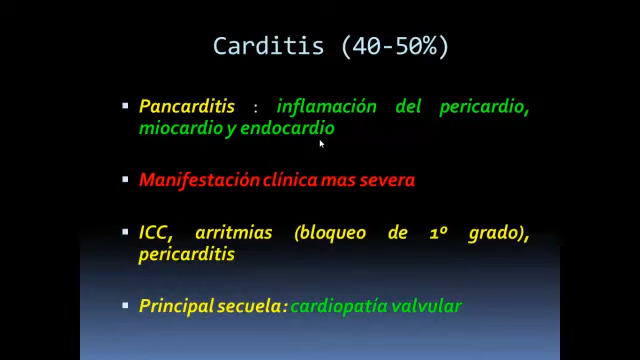 Carditis (40-50%)
Pancarditis : inflamación del pericardio,
miocardio y endocardio
Manifestación clínica mas severa
ICC, arritmias (bloqueo de 1º grado),
pericarditis
Principal secuela: cardiopatía valvular